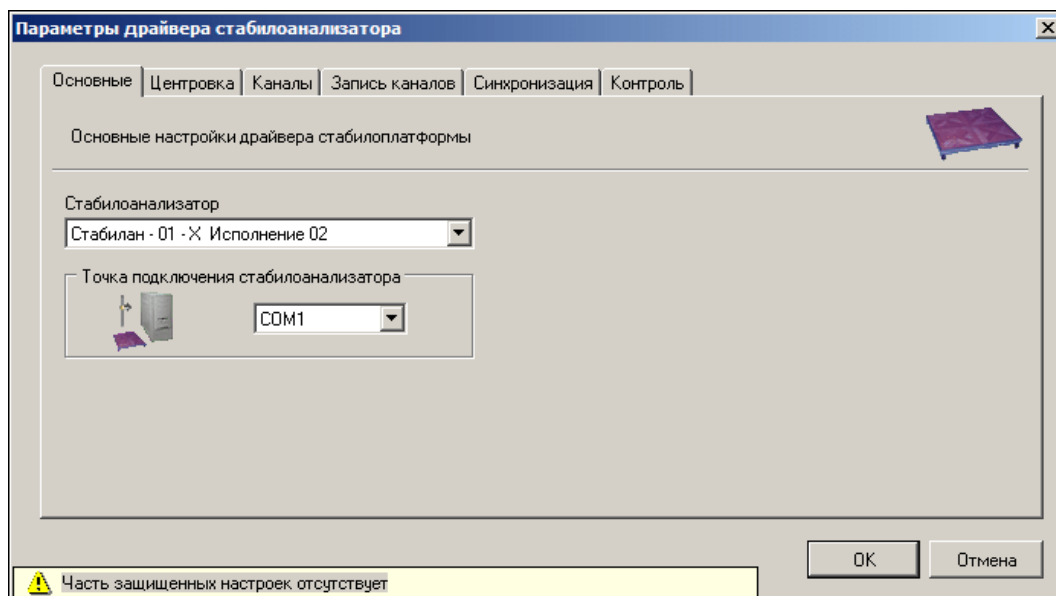 Параметры драйвера стабилоанализатора
Основные Центровка Каналы Запись каналов Синхронизация Контроль
Основные настройки драйвера стабилоплатформы
Стабилоанализатор
Стабилан - 01 - X Исполнение 02
Точка подключения стабилоанализатора
COM1
OK Отмена
Часть защищенных настроек отсутствует